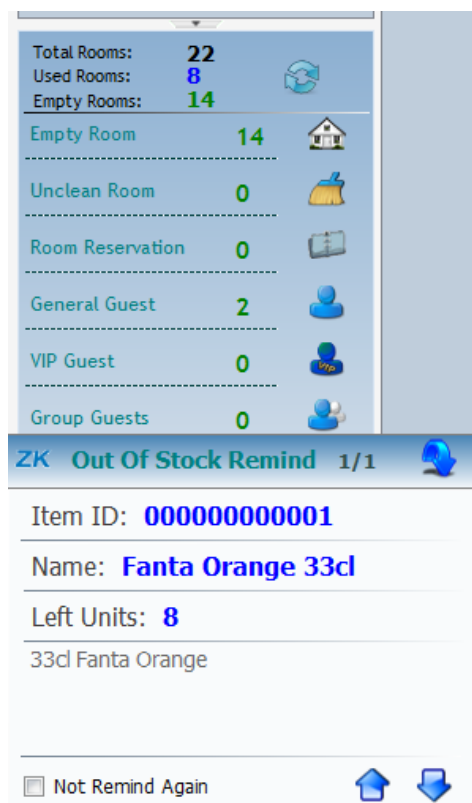 Total Rooms: 22
Used Rooms: 8
Empty Rooms: 14
Empty Room 14
Unclean Room 0
Room Reservation 0
General Guest 2
VIP Guest 0
VIP
Group Guests 0
ZK Out Of Stock Remind 1/1
Item ID: 000000000001
Name: Fanta Orange 33cl
Left Units: 8
33cl Fanta Orange
Not Remind Again